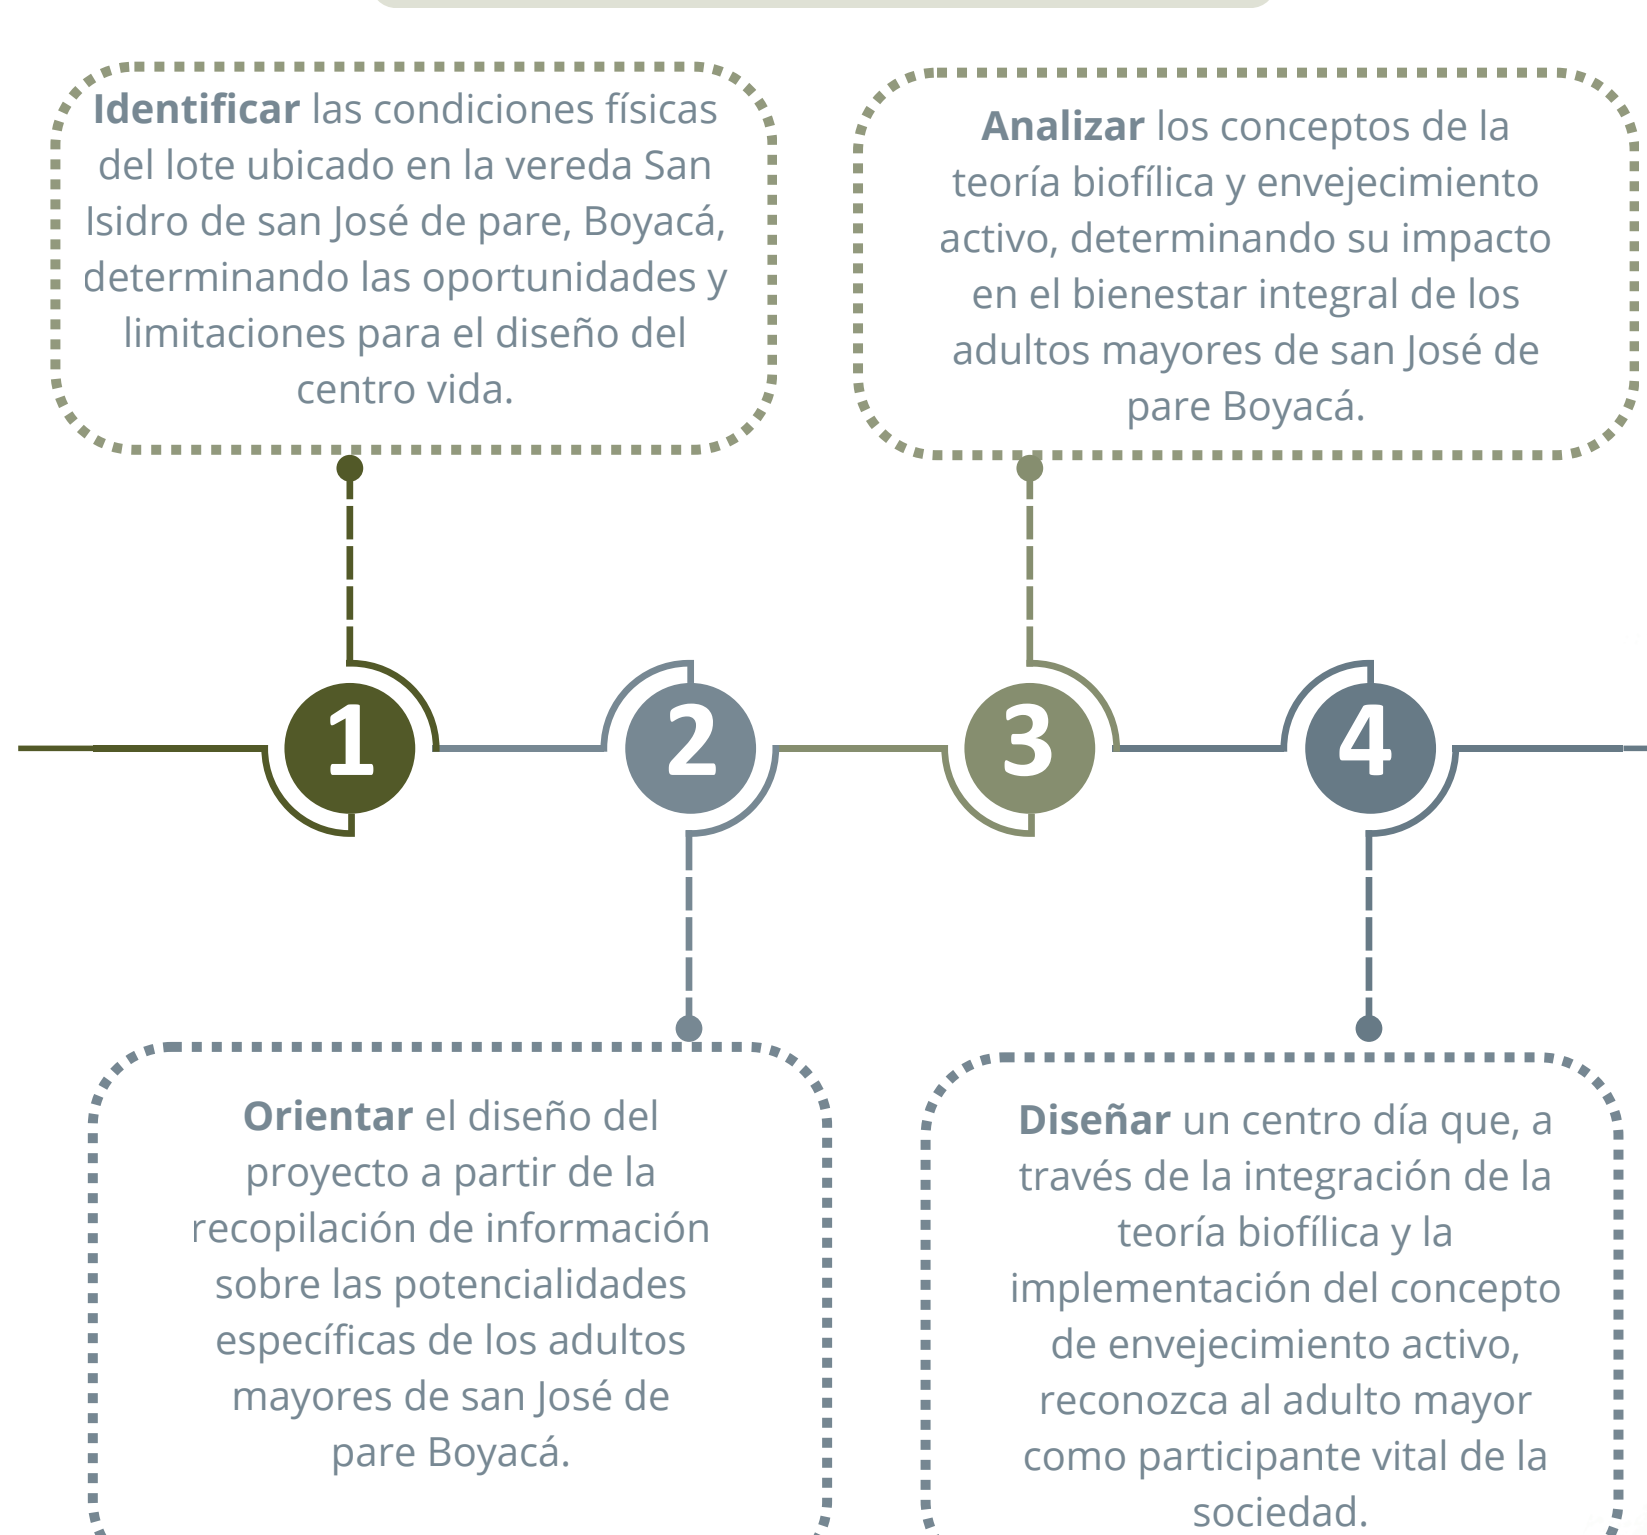 Identificar las condiciones físicas
del lote ubicado en la vereda San
Isidro de san José de pare, Boyacá,
determinando las oportunidades y
limitaciones para el diseño del
centro vida.
Analizar los conceptos de la
teoría biofílica y envejecimiento
activo, determinando su impacto
en el bienestar integral de los
adultos mayores de san José de
pare Boyacá.
1
2
3
4
Orientar el diseño del
proyecto a partir de la
recopilación de información
sobre las potencialidades
específicas de los adultos
mayores de san José de
pare Boyacá.
Diseñar un centro día que, a
través de la integración de la
teoría biofílica y la
implementación del concepto
de envejecimiento activo,
reconozca al adulto mayor
como participante vital de la
sociedad.